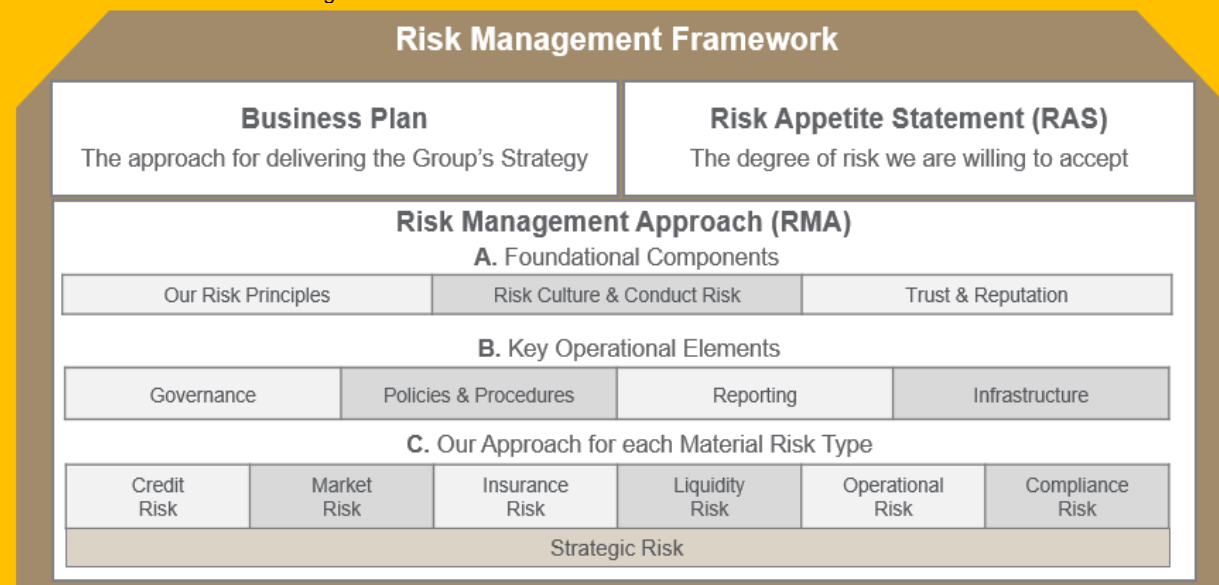 Risk Management Framework
Business Plan
The approach for delivering the Group's Strategy
Risk Appetite Statement (RAS)
The degree of risk we are willing to accept
Risk Management Approach (RMA)
A. Foundational Components
Our Risk Principles
Risk Culture & Conduct Risk
Trust & Reputation
B. Key Operational Elements
Governance
Policies & Procedures
Reporting
Infrastructure
C. Our Approach for each Material Risk Type
Credit
Risk
Market
Risk
Insurance
Risk
Liquidity
Risk
Operational
Risk
Compliance
Risk
Strategic Risk